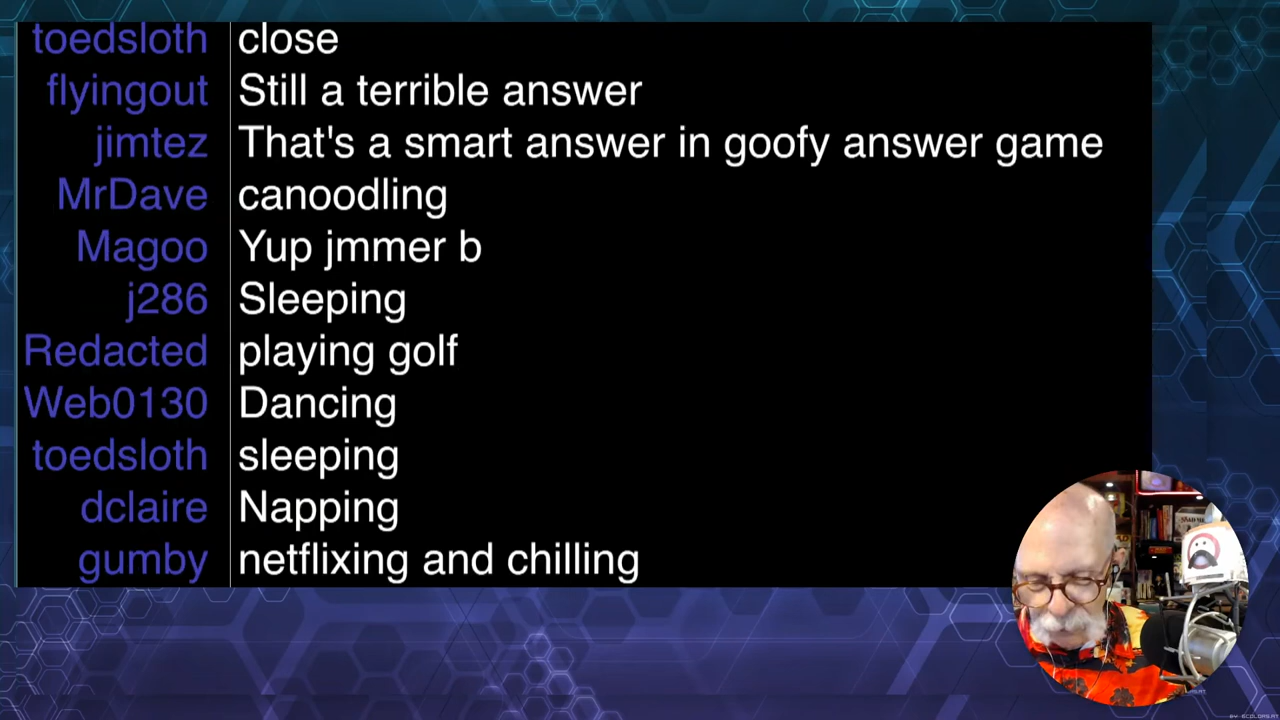 toedsloth close
flyingout Still a terrible answer
jimtez That's a smart answer in goofy answer game
MrDave canoodling
Magoo Yup jmmer b
j286 Sleeping
Redacted playing golf
Web0130 Dancing
toedsloth sleeping
dclaire Napping
gumby netflixing and chilling